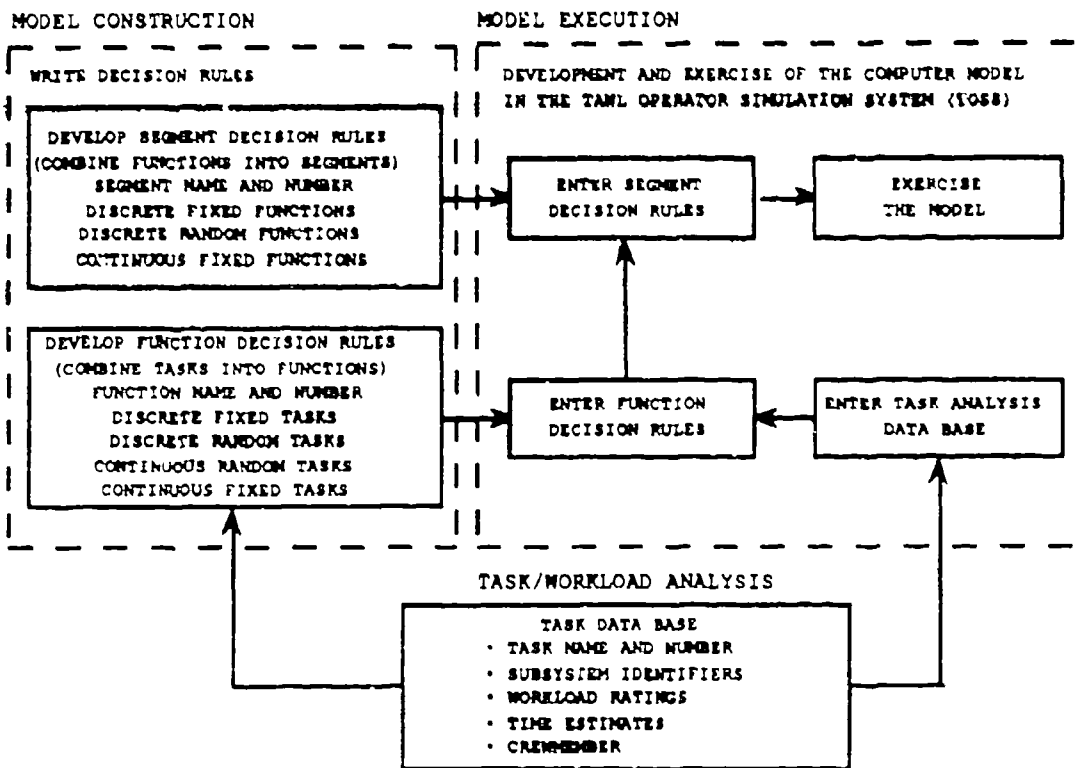 MODEL CONSTRUCTION
WRITE DECISION RULES
DEVELOP SEGMENT DECISION RULES
(COMBINE FUNCTIONS INTO SEGMENTS)
SEGMENT NAME AND NUMBER
DISCRETE FIXED FUNCTIONS
DISCRETE RANDOM FUNCTIONS
CONTINUOUS FIXED FUNCTIONS
DEVELOP FUNCTION DECISION RULES
(COMBINE TASKS INTO FUNCTIONS)
FUNCTION NAME AND NUMBER
DISCRETE FIXED TASKS
DISCRETE RANDOM TASKS
CONTINUOUS RANDOM TASKS
CONTINUOUS FIXED TASKS
MODEL EXECUTION
DEVELOPMENT AND EXERCISE OF THE COMPUTER MODEL
IN THE TAWL OPERATOR SIMULATION SYSTEM (TOSS)
ENTER SEGMENT
DECISION RULES
EXERCISE
THE MODEL
ENTER FUNCTION
DECISION RULES
ENTER TASK ANALYSIS
DATA BASE
TASK/WORKLOAD ANALYSIS
TASK DATA BASE
· TASK NAME AND NUMBER
· SUBSYSTEM IDENTIFIERS
· WORKLOAD RATINGS
· TIME ESTIMATES
· CREWMEMBER